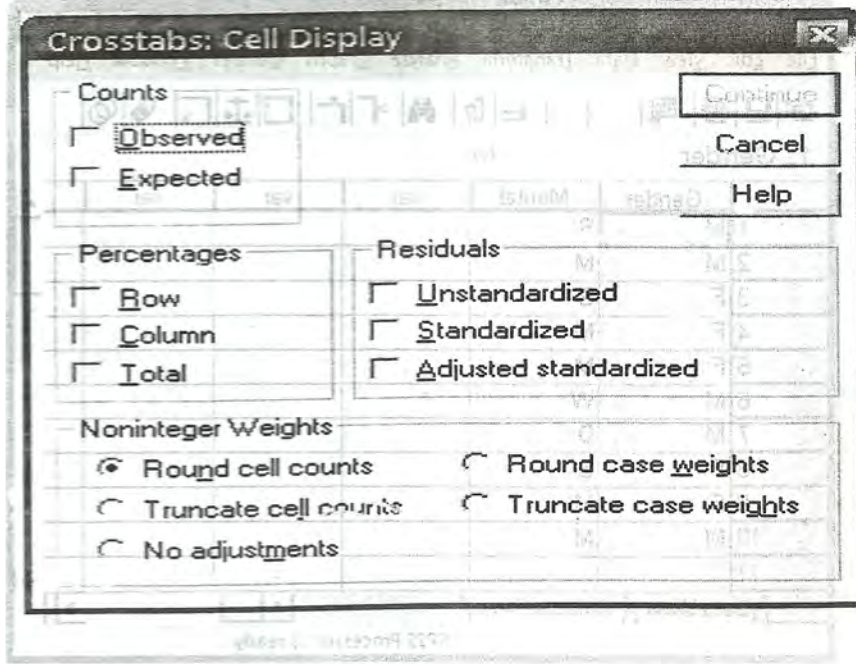 Crosstabs: Cell Display
Counts
Observed
Expected
Continue
Cancel
Help
Percentages
Row
Column
Total
Residuals
Unstandardized
Standardized
Adjusted standardized
Noninteger Weights
Round cell counts
Round case weights
Truncate cell counts
Truncate case weights
No adjustments